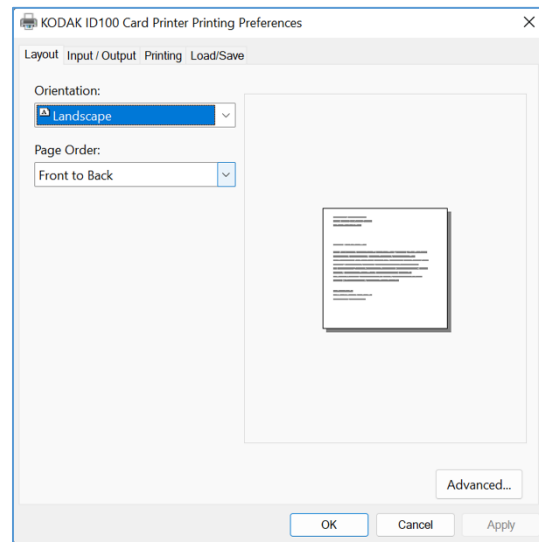 KODAK ID100 Card Printer Printing Preferences
Layout Input / Output Printing Load/Save
Orientation:
Landscape
Page Order:
Front to Back
Advanced...
OK Cancel Apply